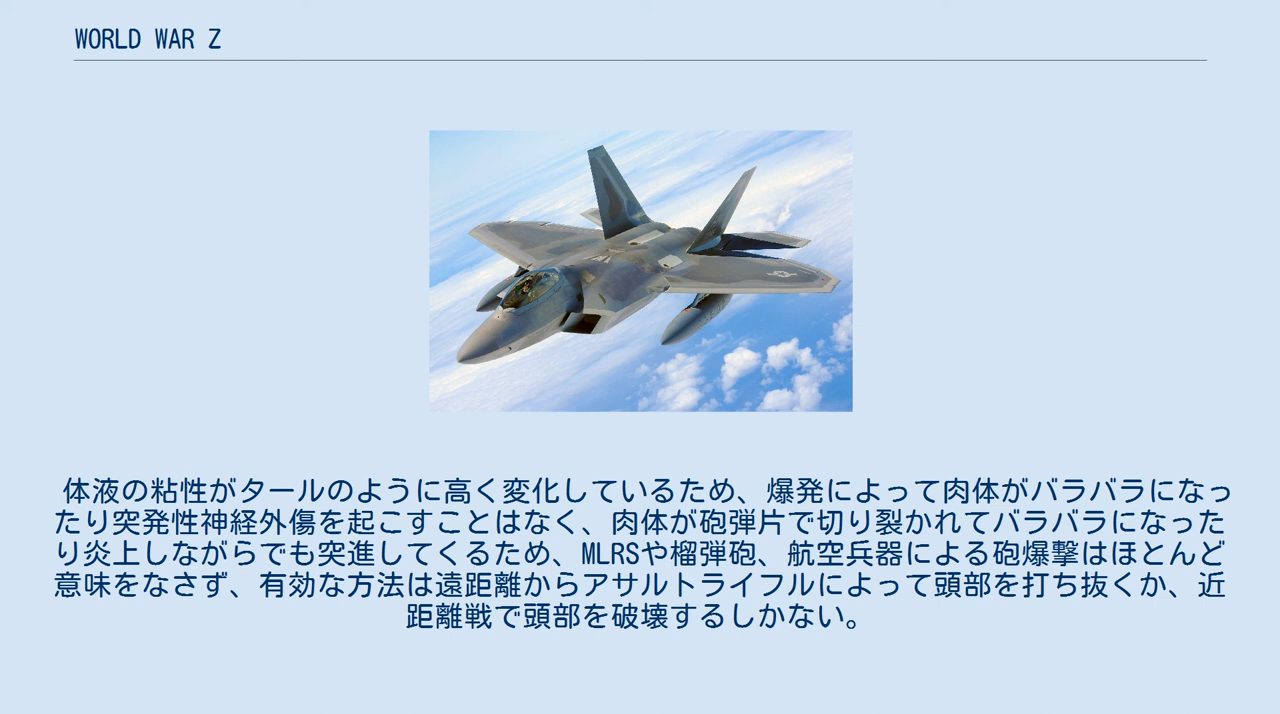 WORLD WAR Z
体液の粘性がタールのように高く変化しているため、爆発によって肉体がバラバラになっ
たり突発性神経外傷を起こすことはなく、肉体が砲弾片で切り裂かれてバラバラになった
り炎上しながらでも突進してくるため、MLRSや榴弾砲、航空兵器による砲爆撃はほとんど
意味をなさず、有効な方法は遠距離からアサルトライフルによって頭部を打ち抜くか、近
距離戦で頭部を破壊するしかない。